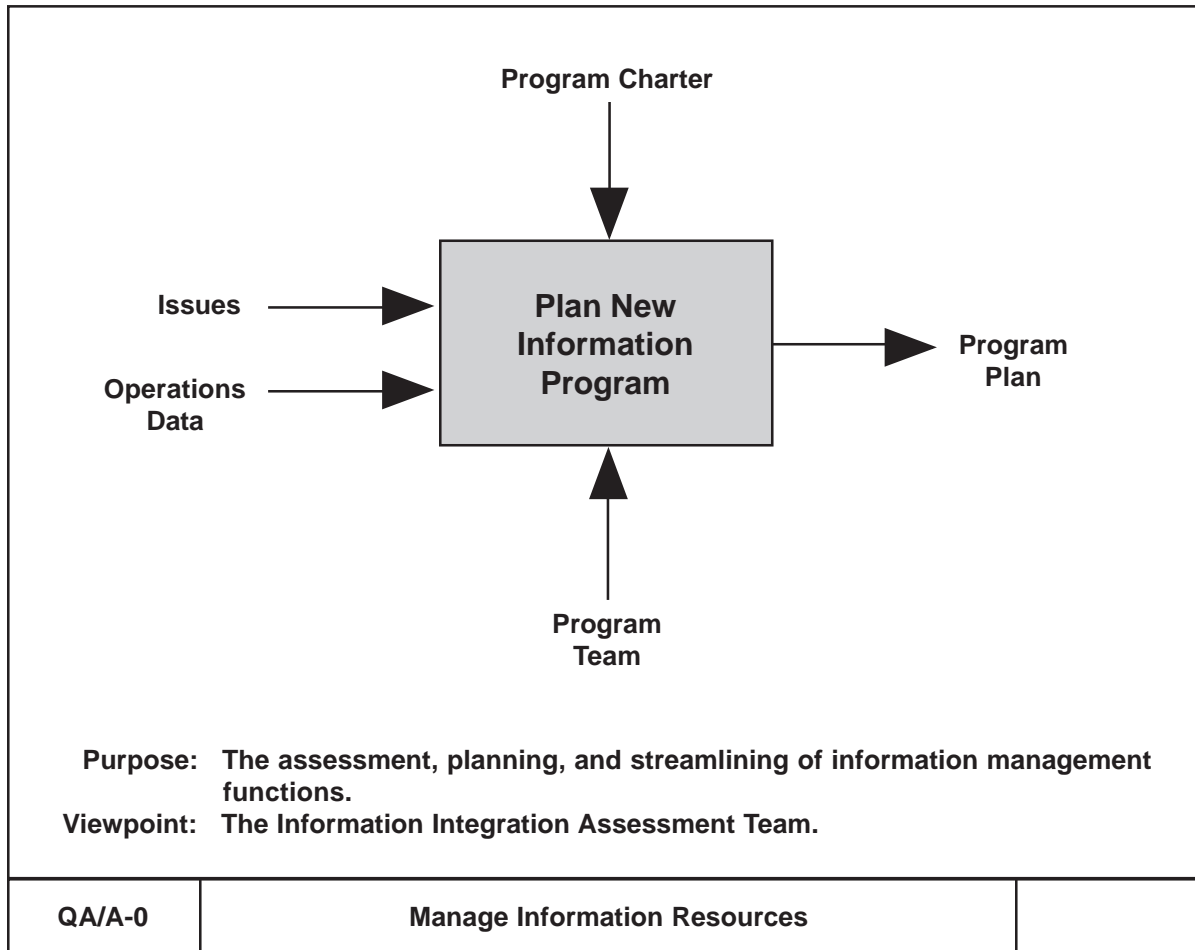 Program Charter
Issues
Operations
Data
Plan New
Information
Program
Program
Plan
Program
Team
Purpose: The assessment, planning, and streamlining of information management
functions.
Viewpoint: The Information Integration Assessment Team.
QA/A-0 Manage Information Resources